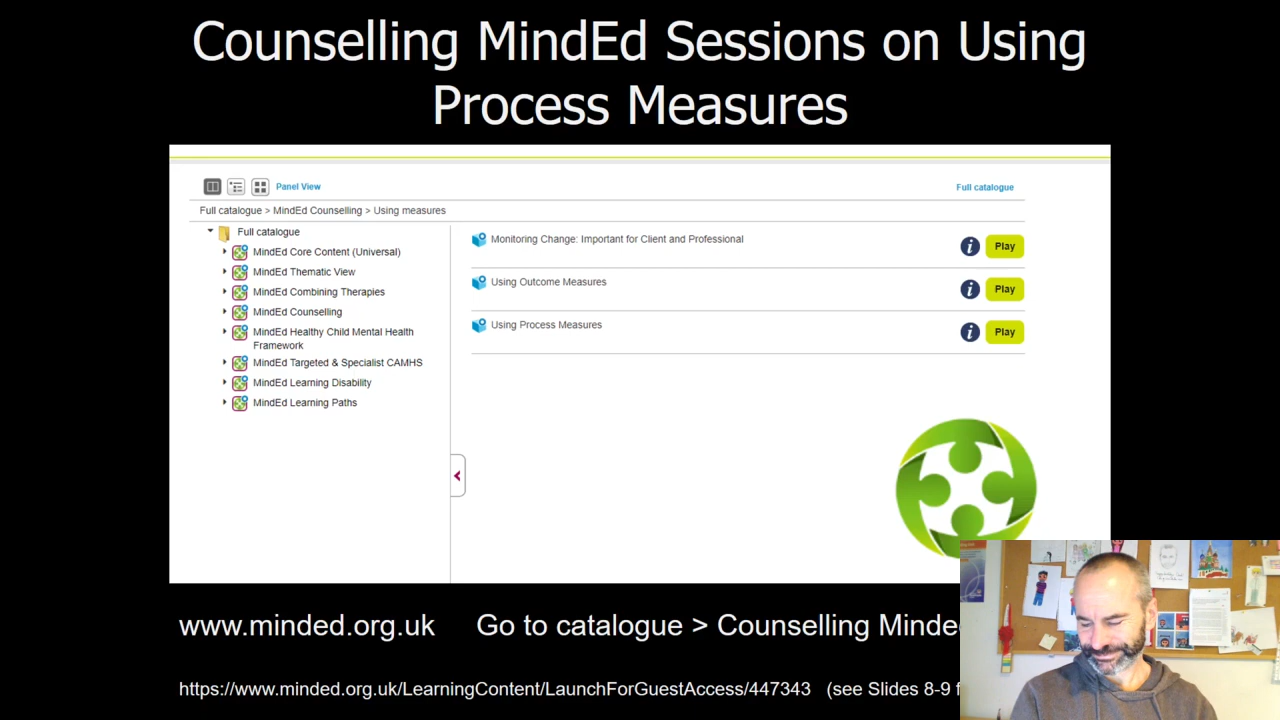 Counselling MindEd Sessions on Using
Process Measures
Panel View
Full catalogue
Full catalogue > MindEd Counselling > Using measures
Full catalogue
MindEd Core Content (Universal)
MindEd Thematic View
MindEd Combining Therapies
MindEd Counselling
MindEd Healthy Child Mental Health
Framework
MindEd Targeted & Specialist CAMHS
MindEd Learning Disability
MindEd Learning Paths
Monitoring Change: Important for Client and Professional
i Play
Using Outcome Measures
i Play
Using Process Measures
i Play
www.minded.org.uk Go to catalogue > Counselling Minde
https://www.minded.org.uk/LearningContent/LaunchForGuestAccess/447343 (see Slides 8-9 f